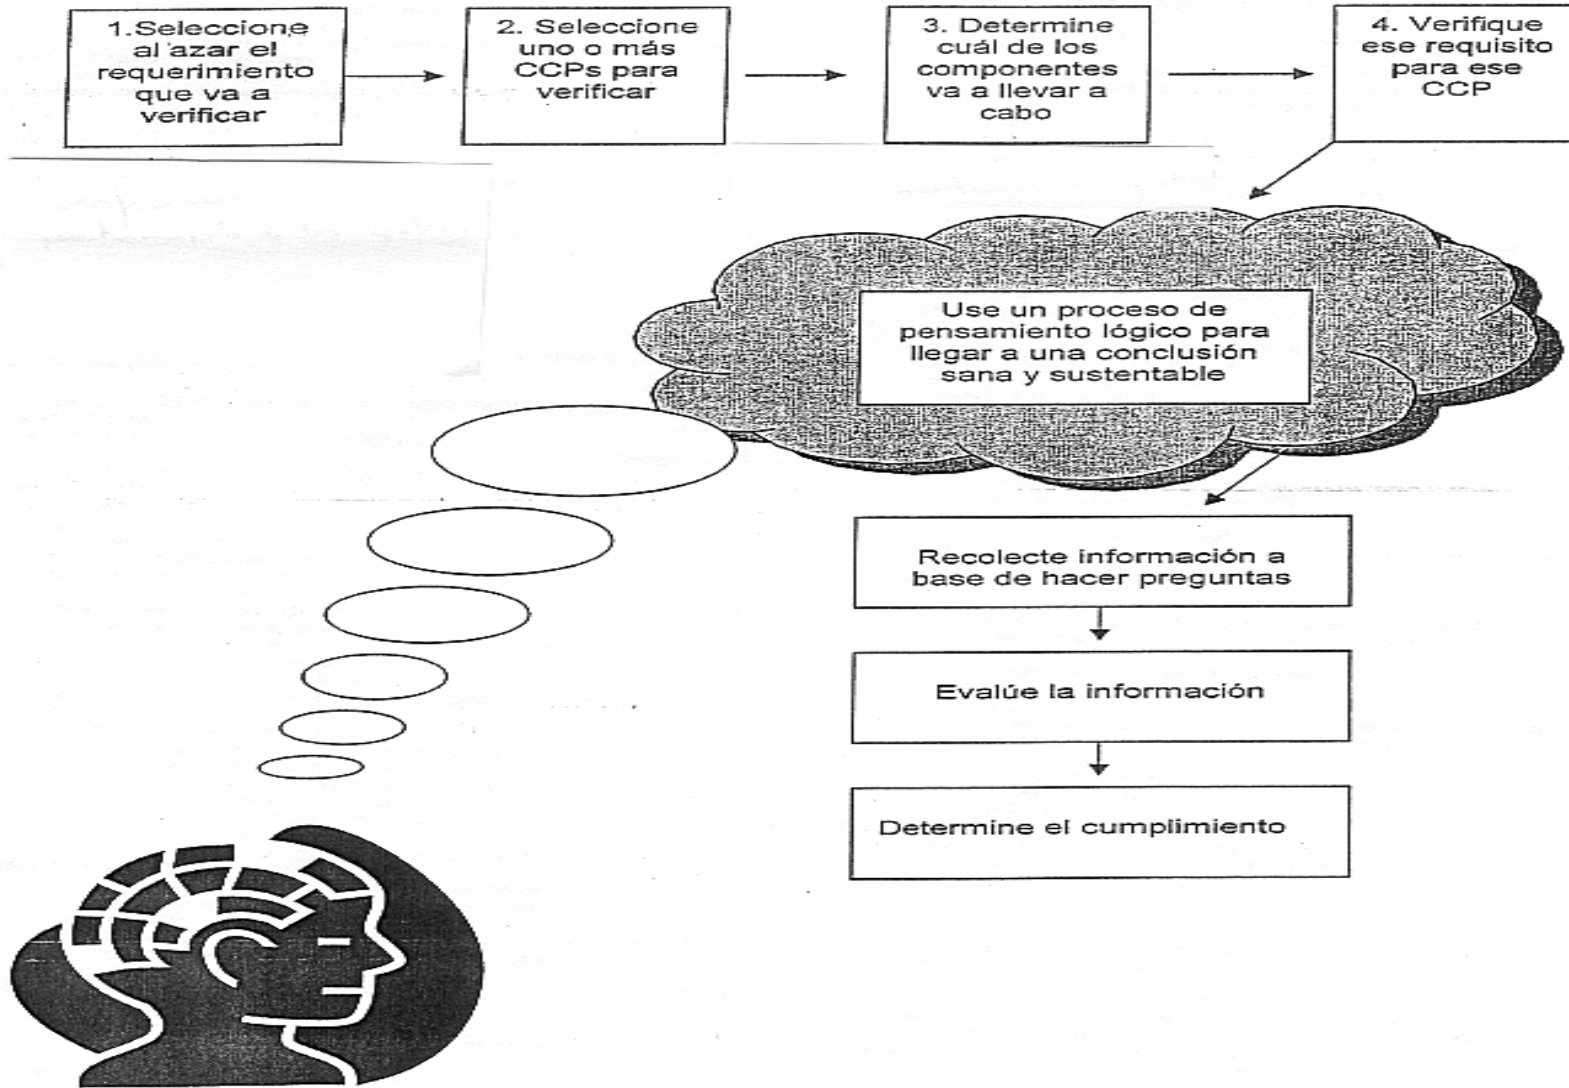 1.Seleccione
al azar el
requerimiento
que va a
verificar
2. Seleccione
uno o más
CCPs para
verificar
3. Determine
cuál de los
componentes
va a llevar a
cabo
4. Verifique
ese requisito
para ese
CCP
Use un proceso de
pensamiento lógico para
llegar a una conclusión
sana y sustentable
Recolecte información a
base de hacer preguntas
Evalúe la información
Determine el cumplimiento